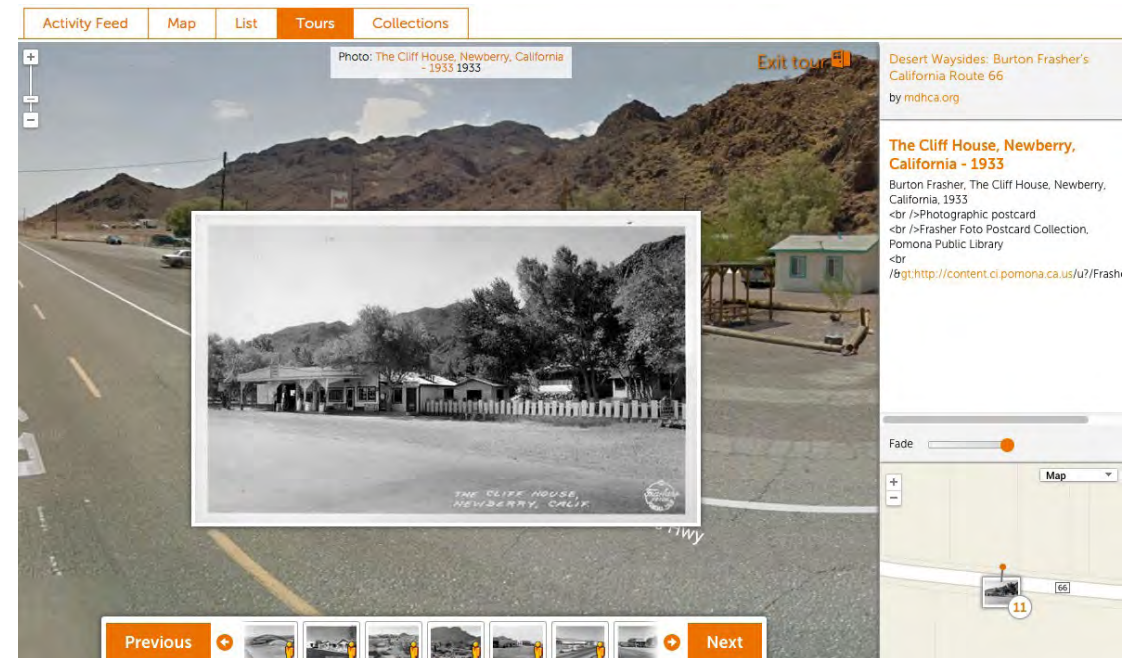 Activity Feed
Map
List
Tours
Collections
Photo: The Cliff House, Newberry, California
- 1933 1933
Exit tour
THE CLIFF HOUSE,
NEWBERRY, CALIF.
Hwy
Previous
Next
Desert Waysides: Burton Frasher's
California Route 66
by mdhca.org
The Cliff House, Newberry,
California - 1933
Burton Frasher, The Cliff House, Newberry,
California, 1933
<br />Photographic postcard
<br />Frasher Foto Postcard Collection,
Pomona Public Library
<br
/&gt;http://content.ci.pomona.ca.us/u?/Frashe
Fade
+
−
Map
66
11